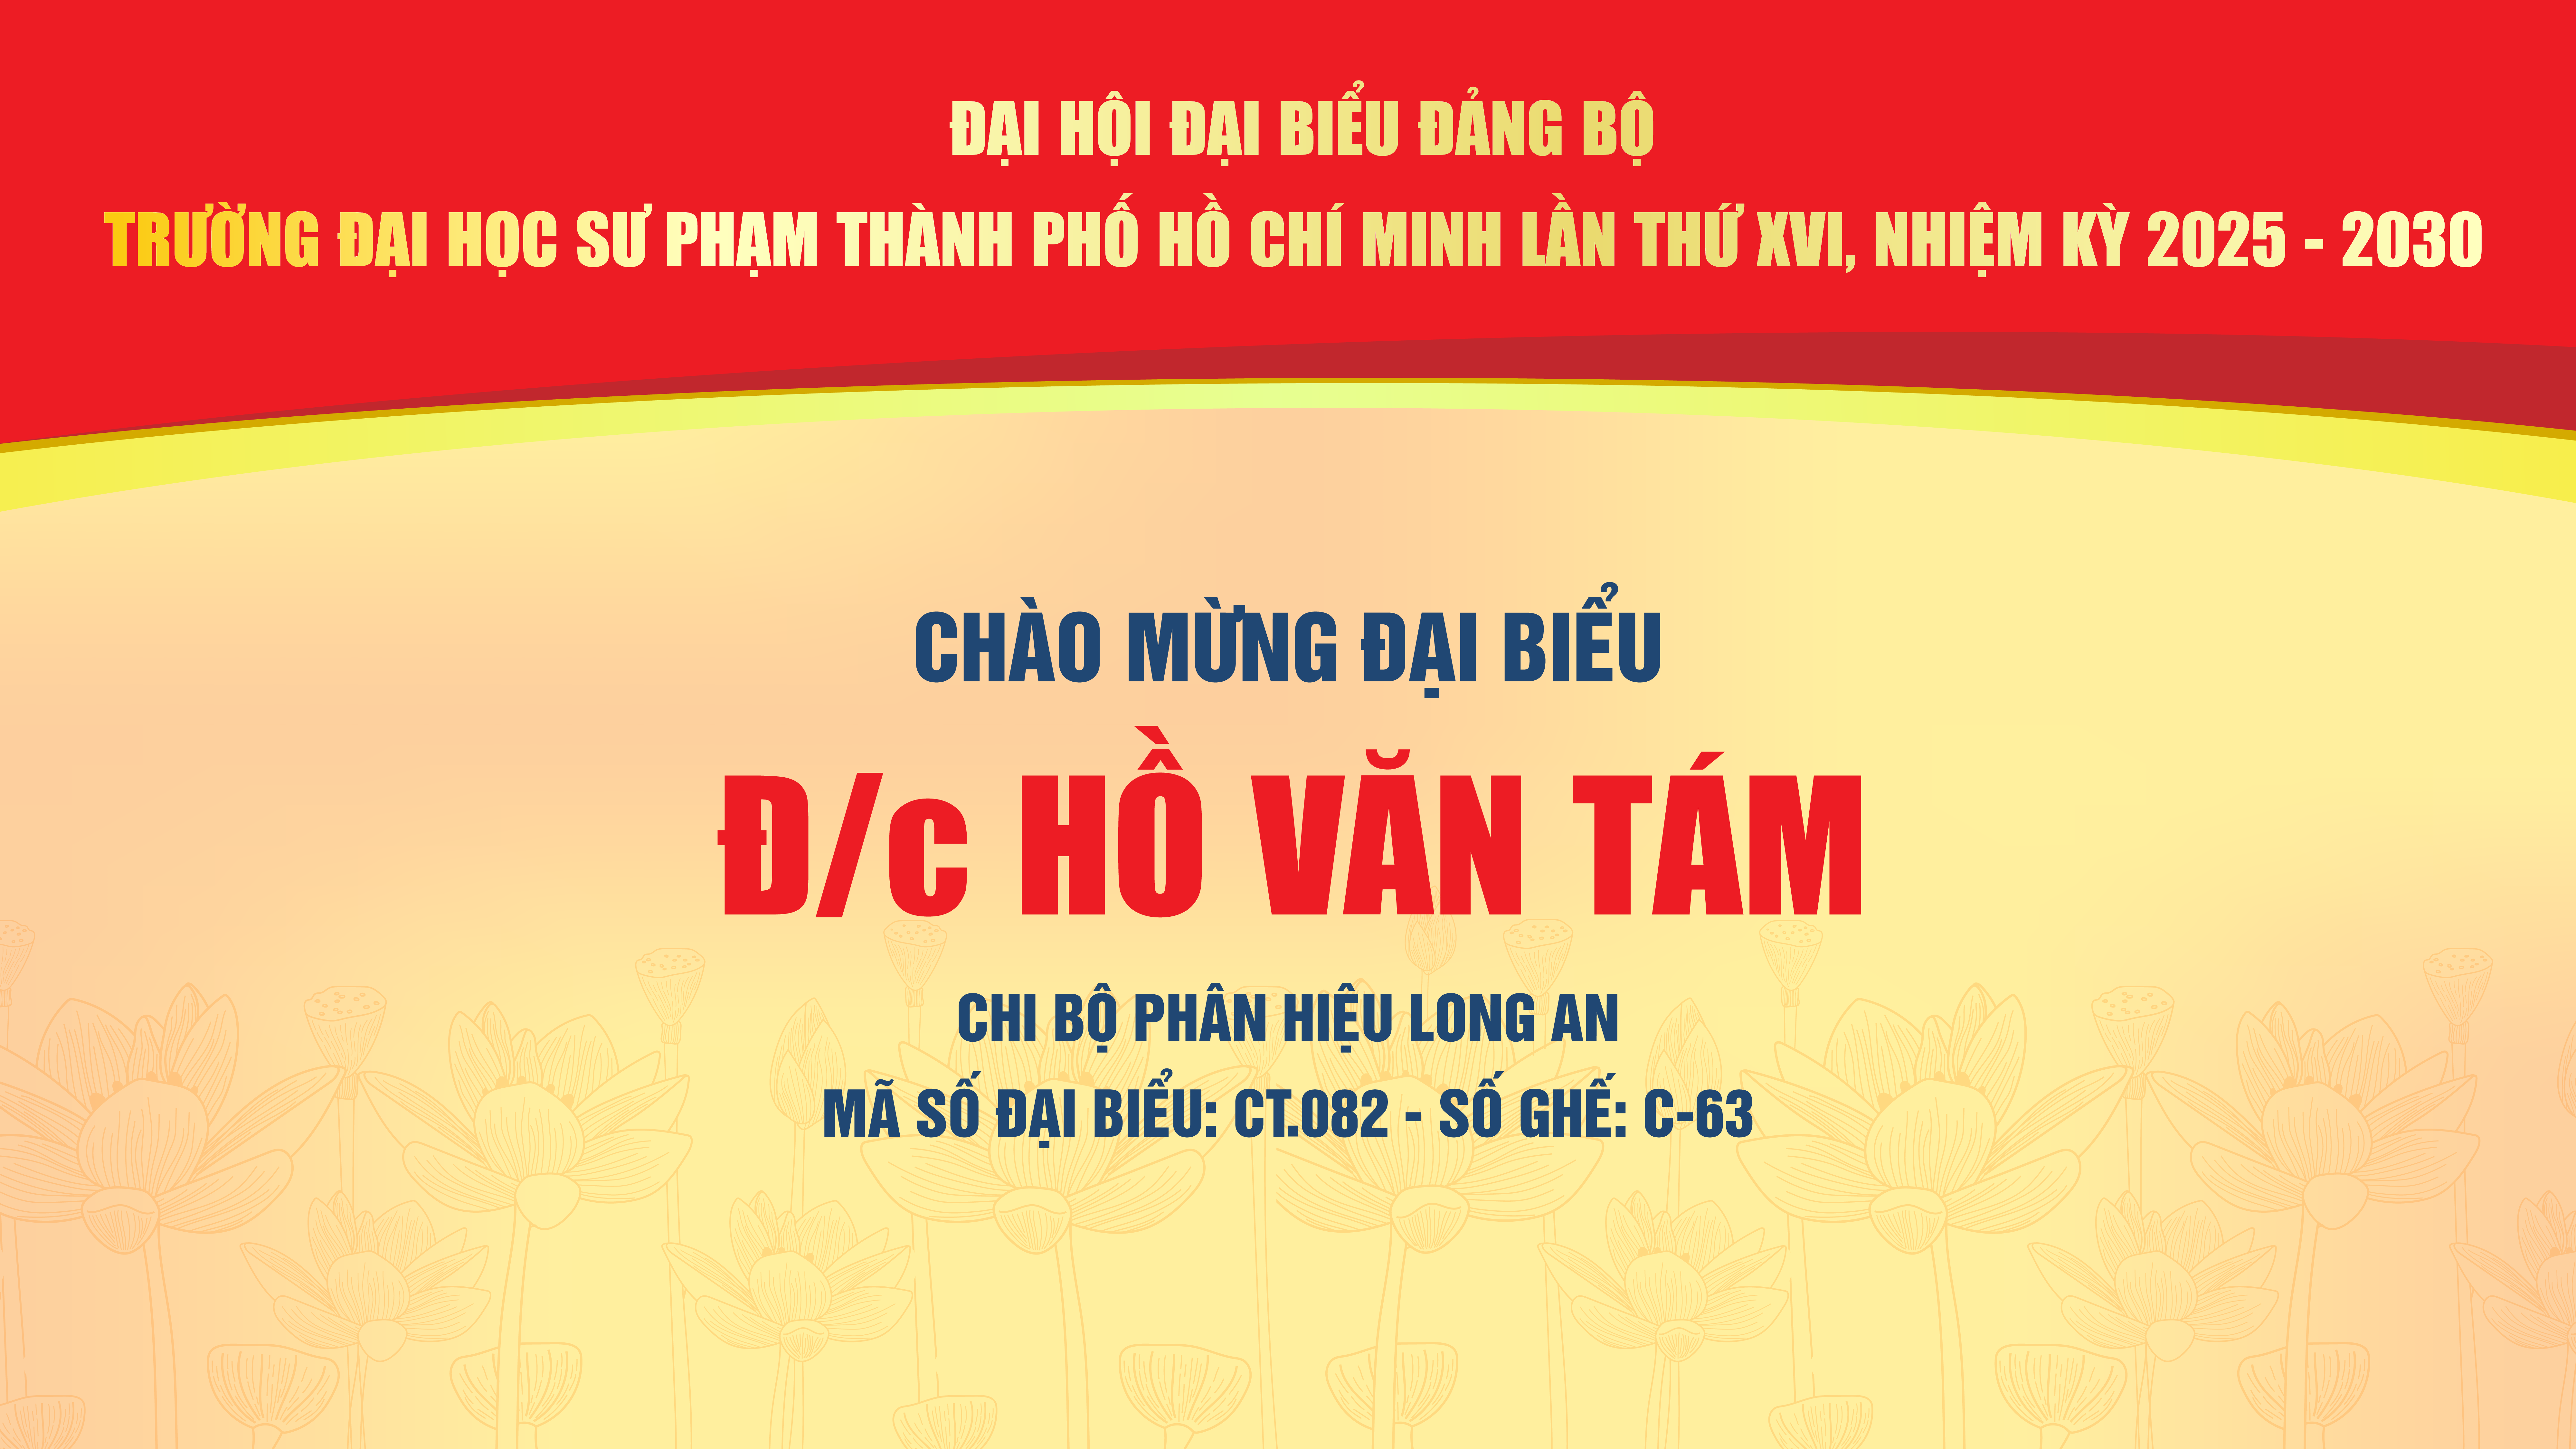 ĐẠI HỘI ĐẠI BIỂU ĐẢNG BỘ
TRƯỜNG ĐẠI HỌC SƯ PHẠM THÀNH PHỐ HỒ CHÍ MINH LẦN THỨ XVI, NHIỆM KỲ 2025 - 2030
CHÀO MỪNG ĐẠI BIỂU
Đ/c HỒ VĂN TÁM
CHI BỘ PHÂN HIỆU LONG AN
MÃ SỐ ĐẠI BIỂU: CT.082 - SỐ GHẾ: C-63